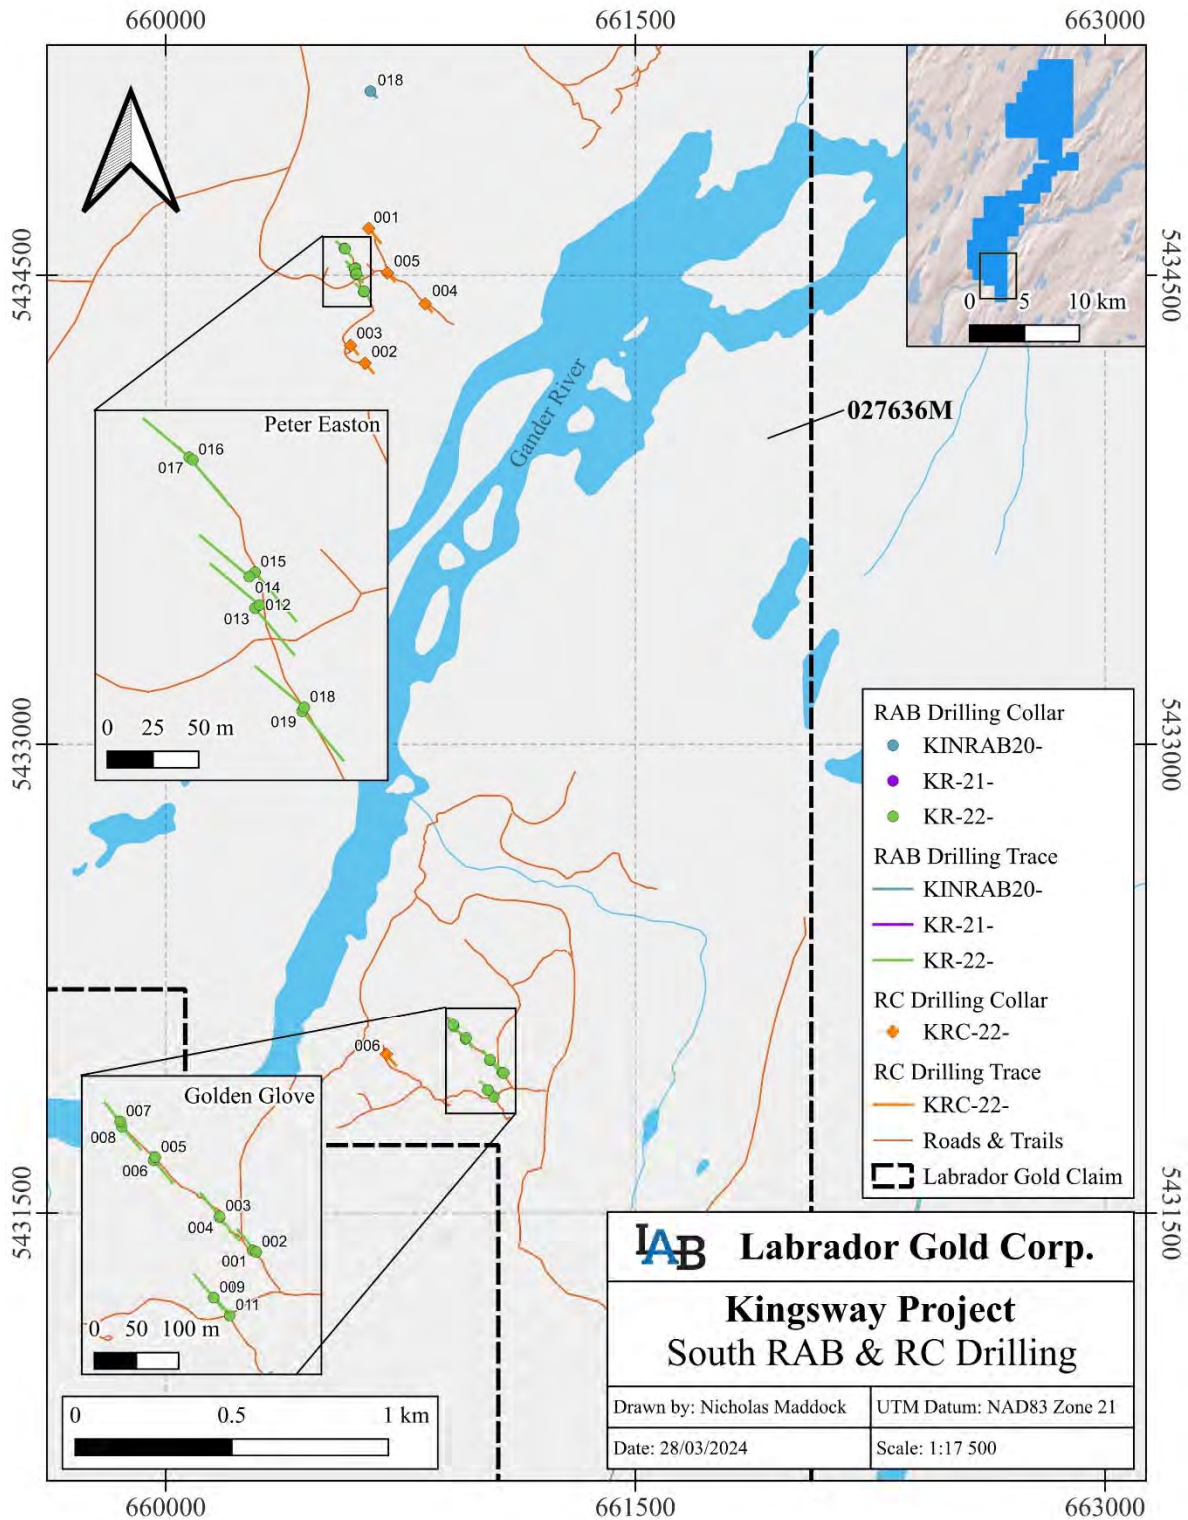 660000
661500
663000
018
0
5
10 km
001
5434500
005
004
5434500
003
002
Gander River
027636M
Peter Easton
016
017
015
014
012
013
018
019
0
25
50 m
5433000
5433000
RAB Drilling Collar
KINRAB20-
KR-21-
KR-22-
RAB Drilling Trace
KINRAB20-
KR-21-
KR-22-
RC Drilling Collar
KRC-22-
RC Drilling Trace
KRC-22-
Roads & Trails
Labrador Gold Claim
006
Golden Glove
007
008
005
006
003
004
002
001
009
011
0
50
100 m
5431500
5431500
LAB
Labrador Gold Corp.
Kingsway Project
South RAB & RC Drilling
Drawn by: Nicholas Maddock
UTM Datum: NAD83 Zone 21
Date: 28/03/2024
Scale: 1:17 500
0
0.5
1 km
660000
661500
663000